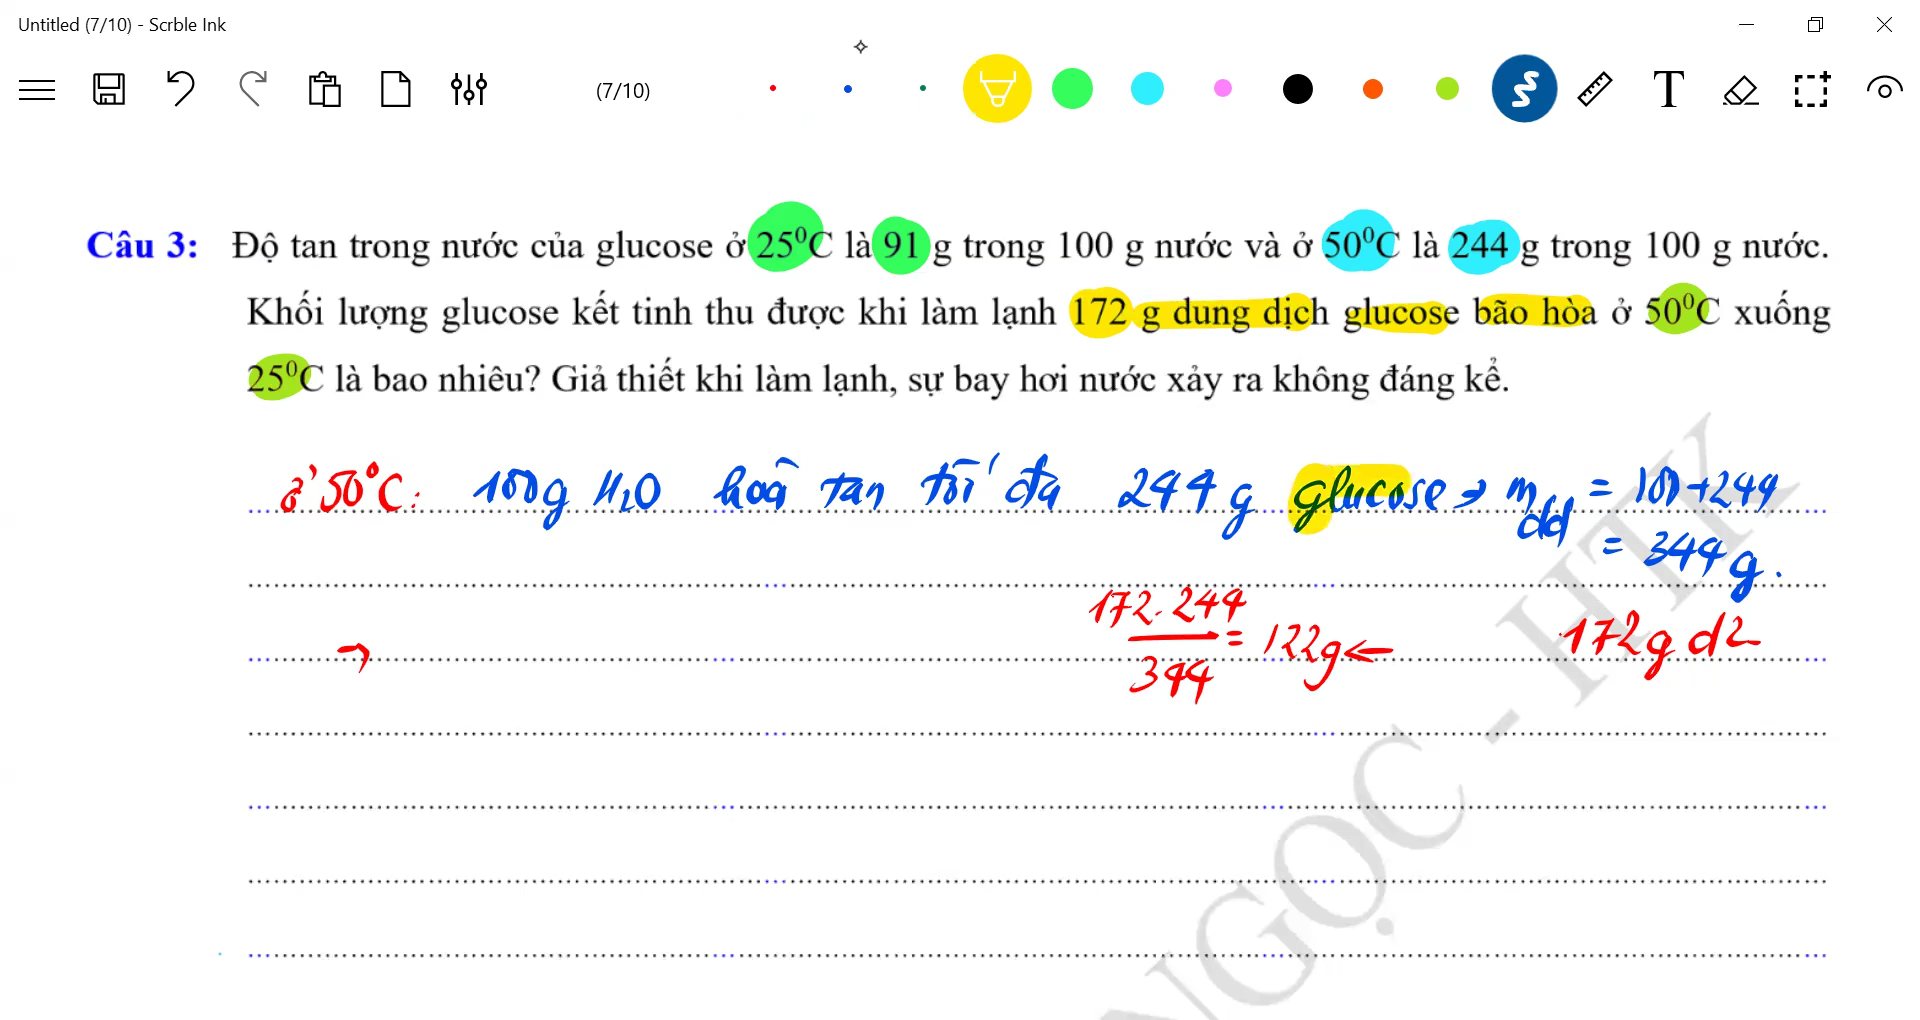 Untitled (7/10) - Scrble Ink
(7/10)
T
Câu 3: Độ tan trong nước của glucose ở 25⁰C là 91 g trong 100 g nước và ở 50⁰C là 244 g trong 100 g nước.
Khối lượng glucose kết tinh thu được khi làm lạnh 172 g dung dịch glucose bão hòa ở 50⁰C xuống
25⁰C là bao nhiêu? Giả thiết khi làm lạnh, sự bay hơi nước xảy ra không đáng kể.
ở 50°C: 100g H₂O hoà tan tối đa 244 g glucose → m dd = 100+244
= 344 g.
→ 172.244/344 = 122g ← 172g d2
NGỌC - HTK